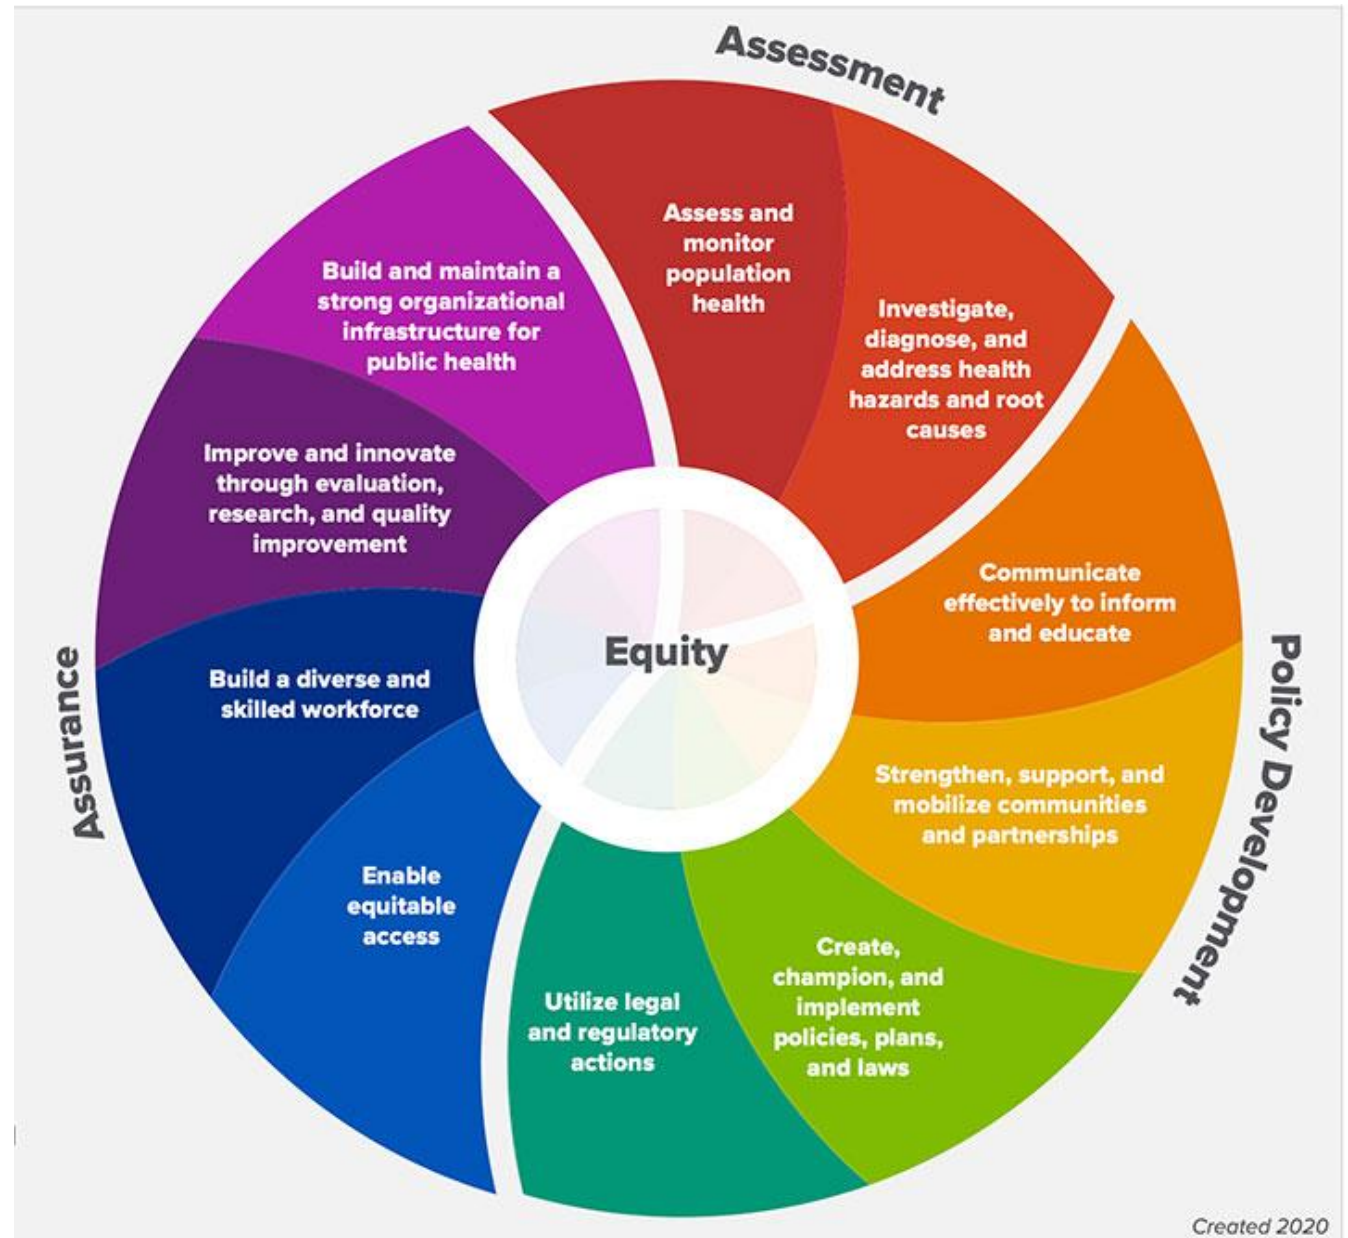 Assessment
Assess and
monitor
population
health
Investigate,
diagnose, and
address health
hazards and root
causes
Communicate
effectively to inform
and educate
Policy Development
Strengthen, support, and
mobilize communities
and partnerships
Create,
champion, and
implement
policies, plans,
and laws
Utilize legal
and regulatory
actions
Enable
equitable
access
Assurance
Build a diverse and
skilled workforce
Improve and innovate
through evaluation,
research, and quality
improvement
Build and maintain a
strong organizational
infrastructure for
public health
Equity
Created 2020